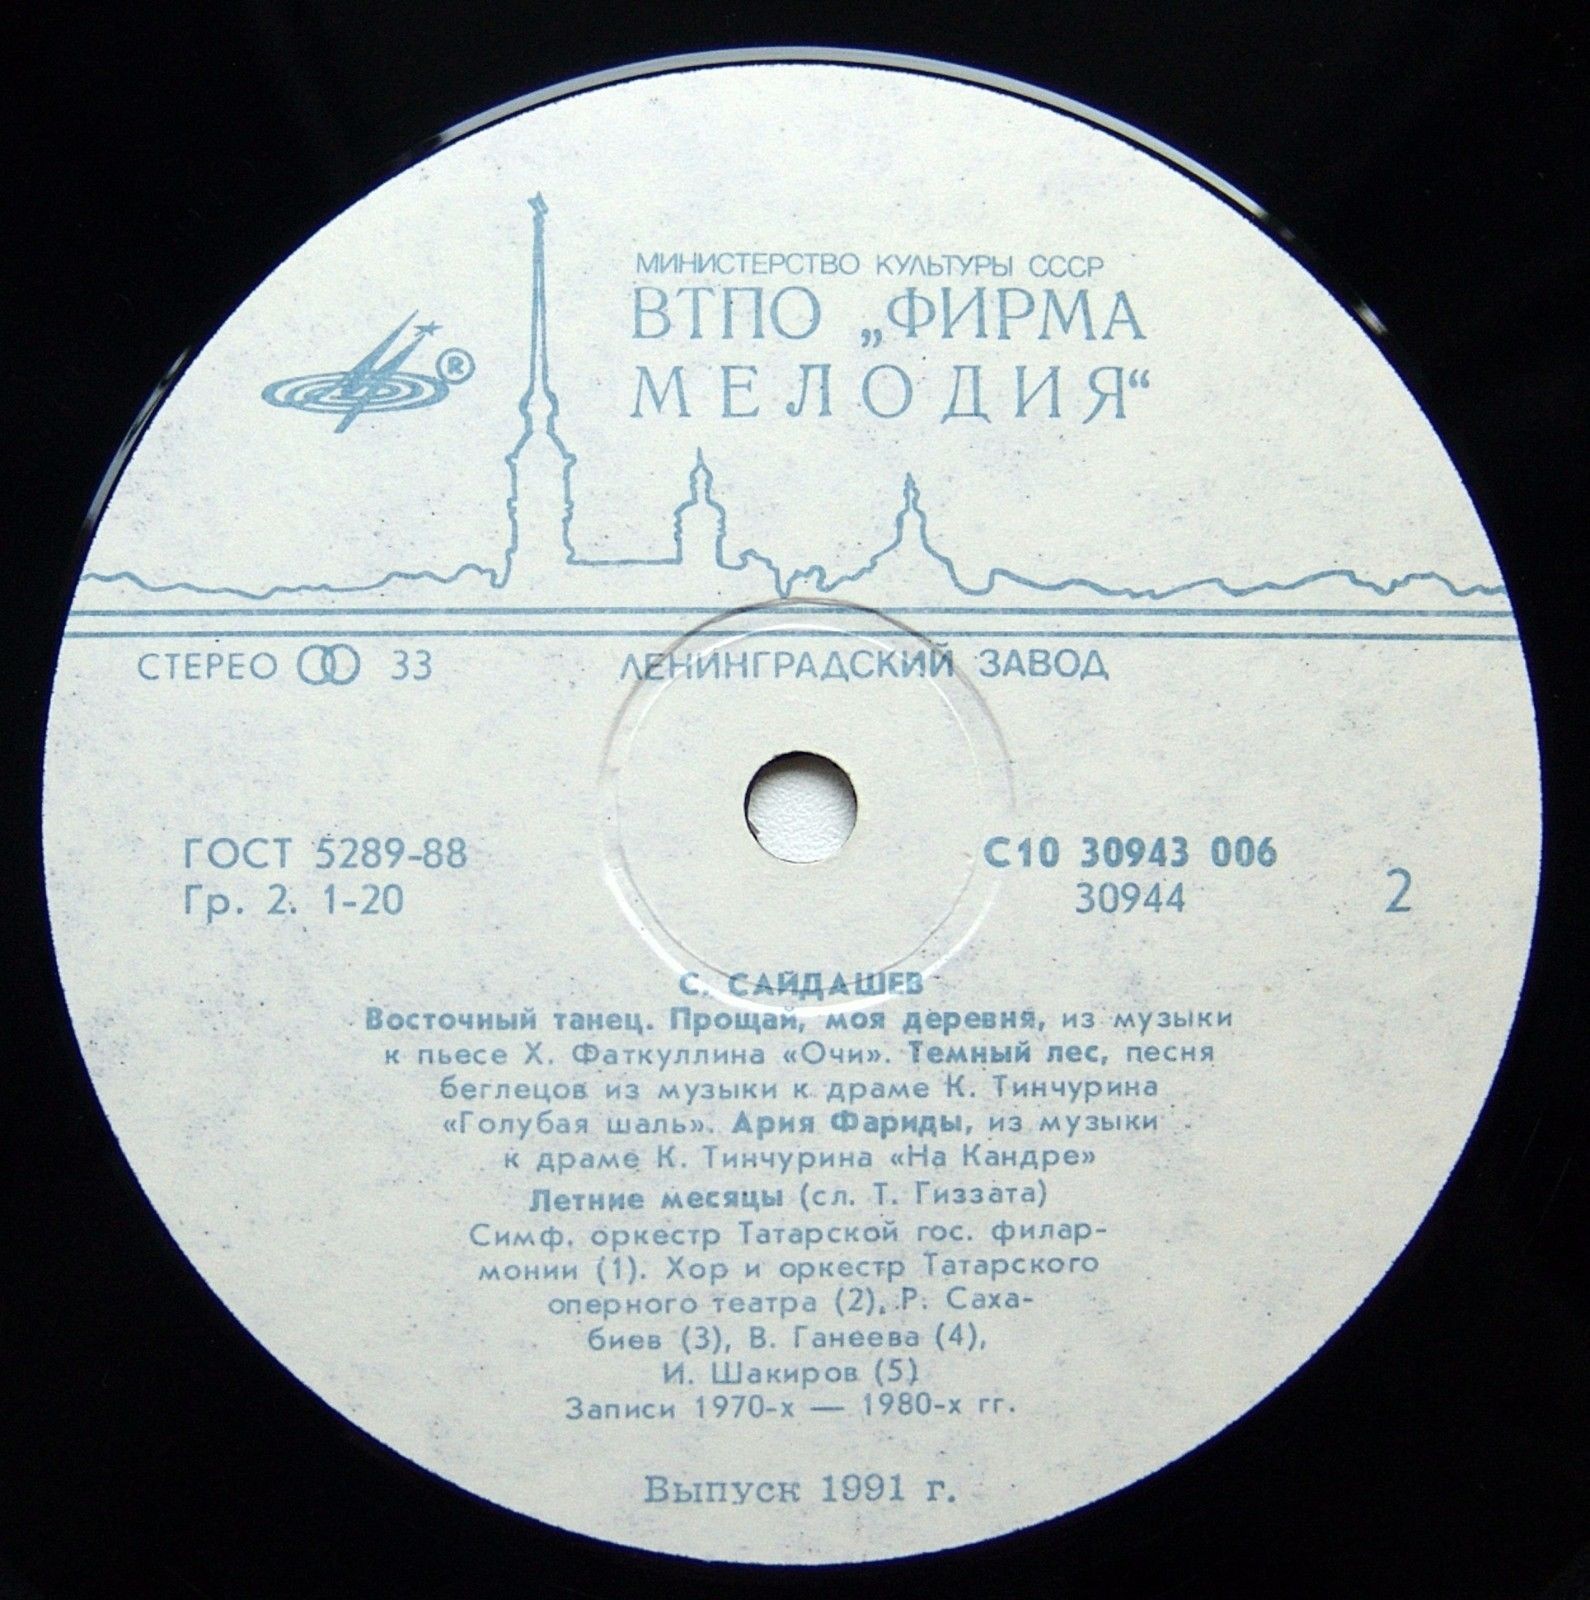 МИНИСТЕРСТВО КУЛЬТУРЫ СССР
ВТПО „ФИРМА
МЕЛОДИЯ“
®
СТЕРЕО 33
ЛЕНИНГРАДСКИЙ ЗАВОД
ГОСТ 5289-88
Гр. 2. 1-20
С10 30943 006
30944
2
С. САЙДАШЕВ
Восточный танец. Прощай, моя деревня, из музыки
к пьесе Х. Фаткуллина «Очи». Темный лес, песня
беглецов из музыки к драме К. Тинчурина
«Голубая шаль». Ария Фариды, из музыки
к драме К. Тинчурина «На Кандре»
Летние месяцы (сл. Т. Гиззата)
Симф. оркестр Татарской гос. филар-
монии (1). Хор и оркестр Татарского
оперного театра (2), Р. Саха-
биев (3), В. Ганеева (4),
И. Шакиров (5)
Записи 1970-х — 1980-х гг.
Выпуск 1991 г.